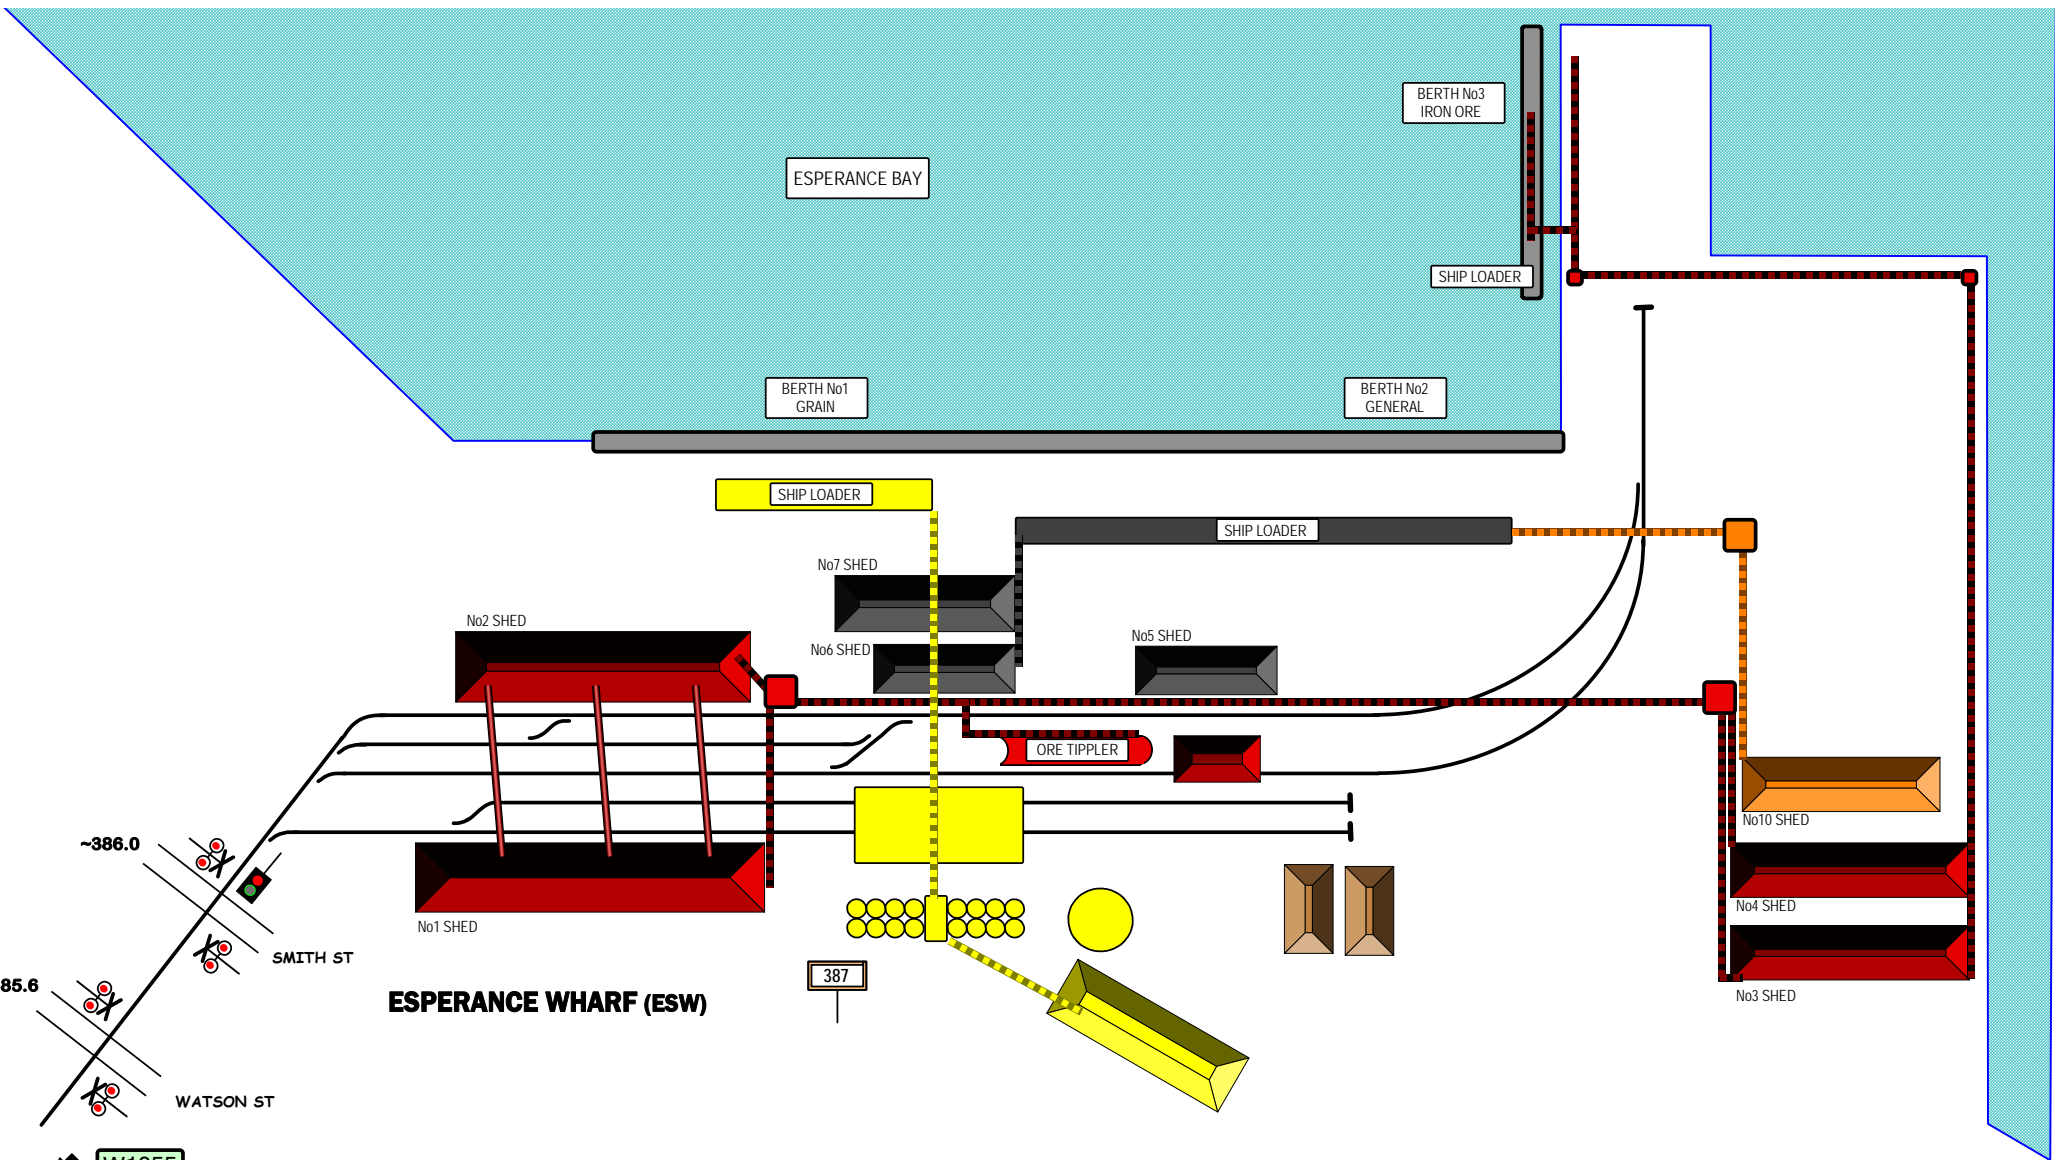 BERTH No3
IRON ORE
ESPERANCE BAY
SHIP LOADER
BERTH No1
GRAIN
BERTH No2
GENERAL
SHIP LOADER
SHIP LOADER
No7 SHED
No2 SHED
No5 SHED
No6 SHED
ORE TIPPLER
No10 SHED
~386.0
No4 SHED
No1 SHED
SMITH ST
387
85.6
No3 SHED
ESPERANCE WHARF (ESW)
WATSON ST